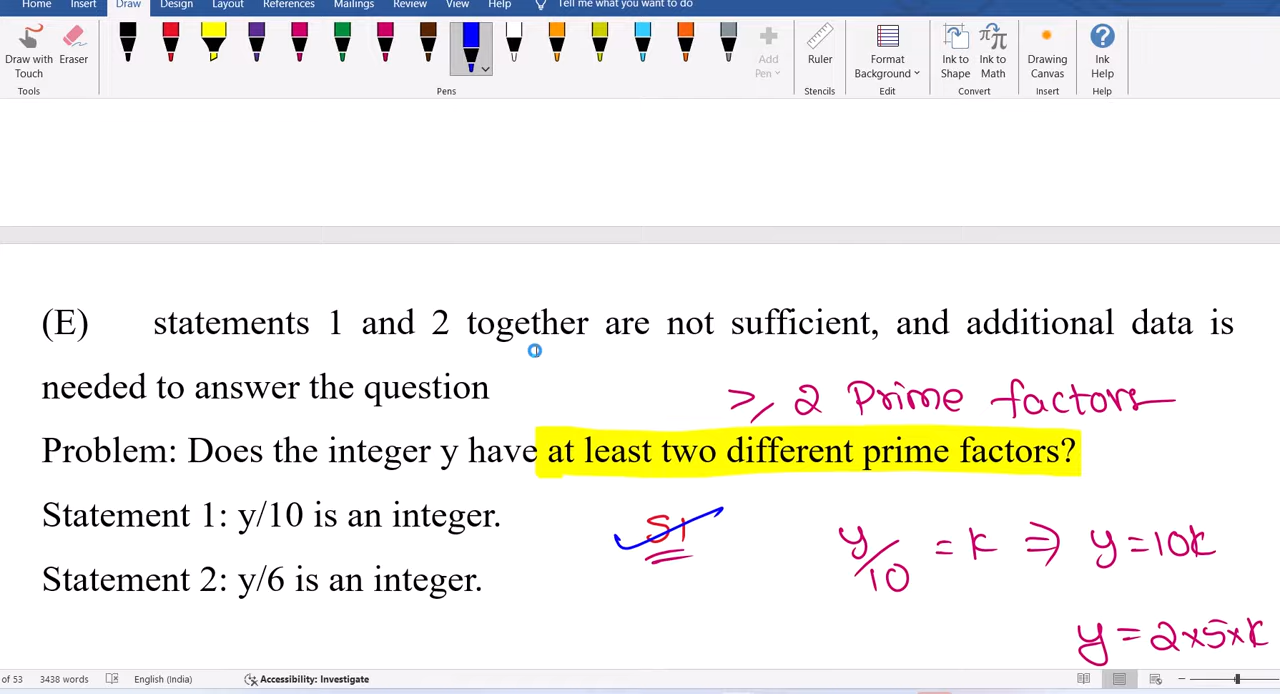 Home Insert Draw Design Layout References Mailings Review View Help Tell me what you want to do
Draw with Touch
Eraser
Add Pen
Ruler
Format Background
Ink to Shape
Ink to Math
Drawing Canvas
Ink Help
Tools Pens Stencils Edit Convert Insert Help
(E) statements 1 and 2 together are not sufficient, and additional data is
needed to answer the question
≥ 2 Prime factors
Problem: Does the integer y have at least two different prime factors?
Statement 1: y/10 is an integer.
S1
y/10 = k ⇒ y = 10k
Statement 2: y/6 is an integer.
y = 2×5×k
of 53 3438 words English (India) Accessibility: Investigate